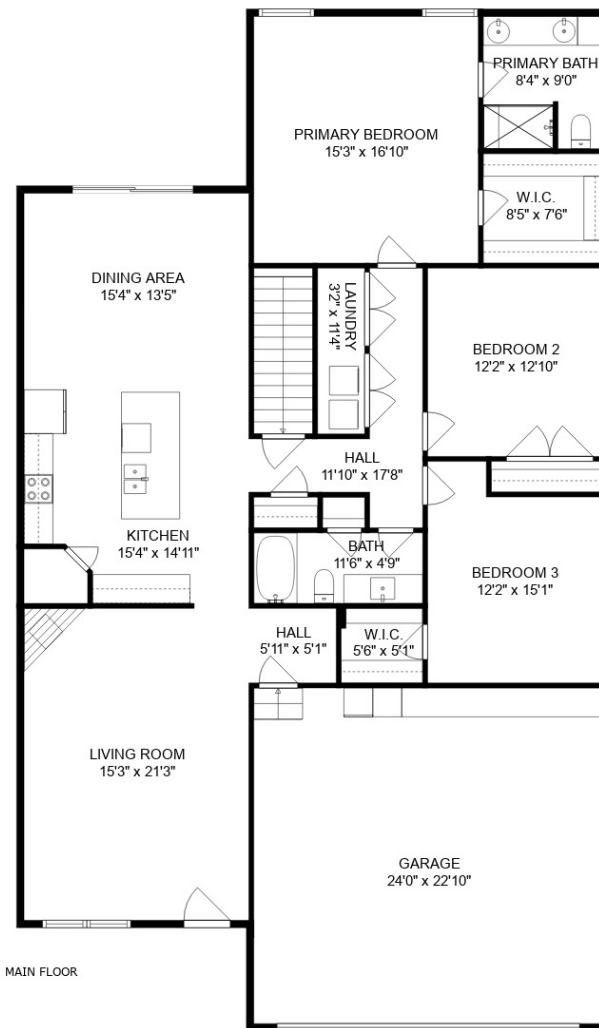 PRIMARY BATH
8'4" x 9'0"
PRIMARY BEDROOM
15'3" x 16'10"
W.I.C.
8'5" x 7'6"
DINING AREA
15'4" x 13'5"
LAUNDRY
3'2" x 11'4"
BEDROOM 2
12'2" x 12'10"
HALL
11'10" x 17'8"
KITCHEN
15'4" x 14'11"
BATH
11'6" x 4'9"
BEDROOM 3
12'2" x 15'1"
HALL
5'11" x 5'1"
W.I.C.
5'6" x 5'1"
LIVING ROOM
15'3" x 21'3"
GARAGE
24'0" x 22'10"
MAIN FLOOR